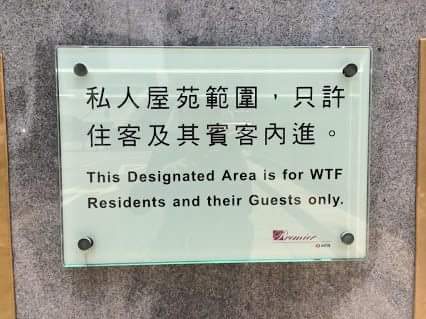 私人屋苑範圍，只許
住客及其賓客內進。
This Designated Area is for WTF
Residents and their Guests only.
Premier